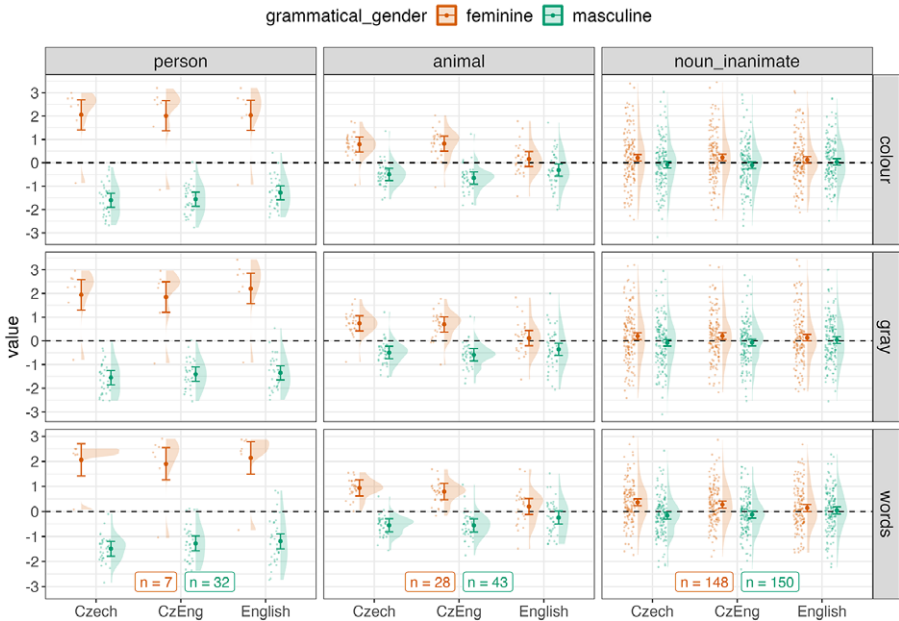 grammatical_gender feminine masculine
person animal noun_inanimate
3
2
1
0
-1
-2
-3
colour
3
2
1
0
-1
-2
-3
gray
value
3
2
1
0
-1
-2
-3
words
n = 7 n = 32 n = 28 n = 43 n = 148 n = 150
Czech CzEng English Czech CzEng English Czech CzEng English